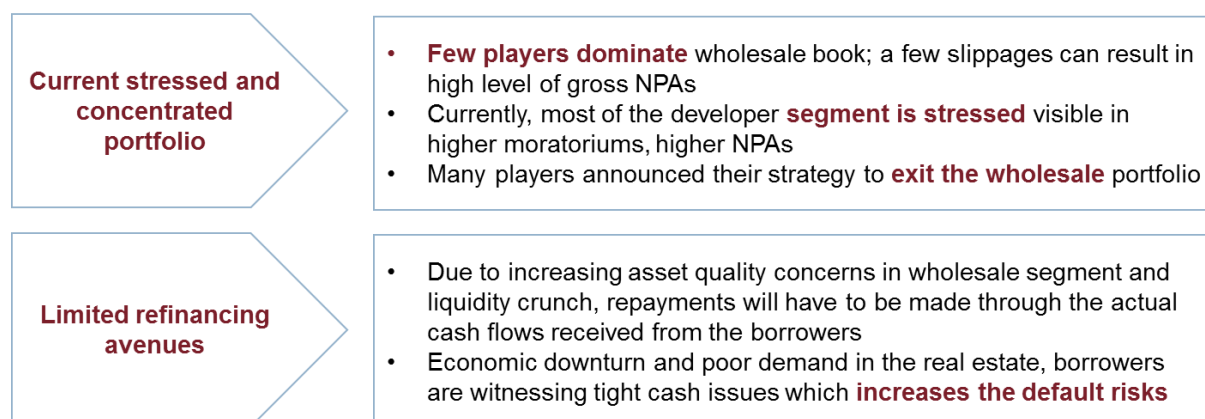 Current stressed and
concentrated
portfolio
• Few players dominate wholesale book; a few slippages can result in
high level of gross NPAs
• Currently, most of the developer segment is stressed visible in
higher moratoriums, higher NPAs
• Many players announced their strategy to exit the wholesale portfolio
Limited refinancing
avenues
• Due to increasing asset quality concerns in wholesale segment and
liquidity crunch, repayments will have to be made through the actual
cash flows received from the borrowers
• Economic downturn and poor demand in the real estate, borrowers
are witnessing tight cash issues which increases the default risks